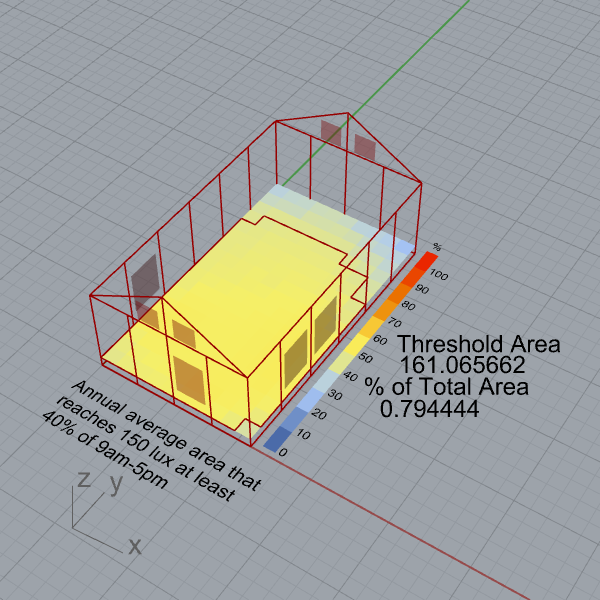 %
100
90
80
70
60
50
40
30
20
10
0
Threshold Area
161.065662
% of Total Area
0.794444
Annual average area that
reaches 150 lux at least
40% of 9am-5pm
z
y
x